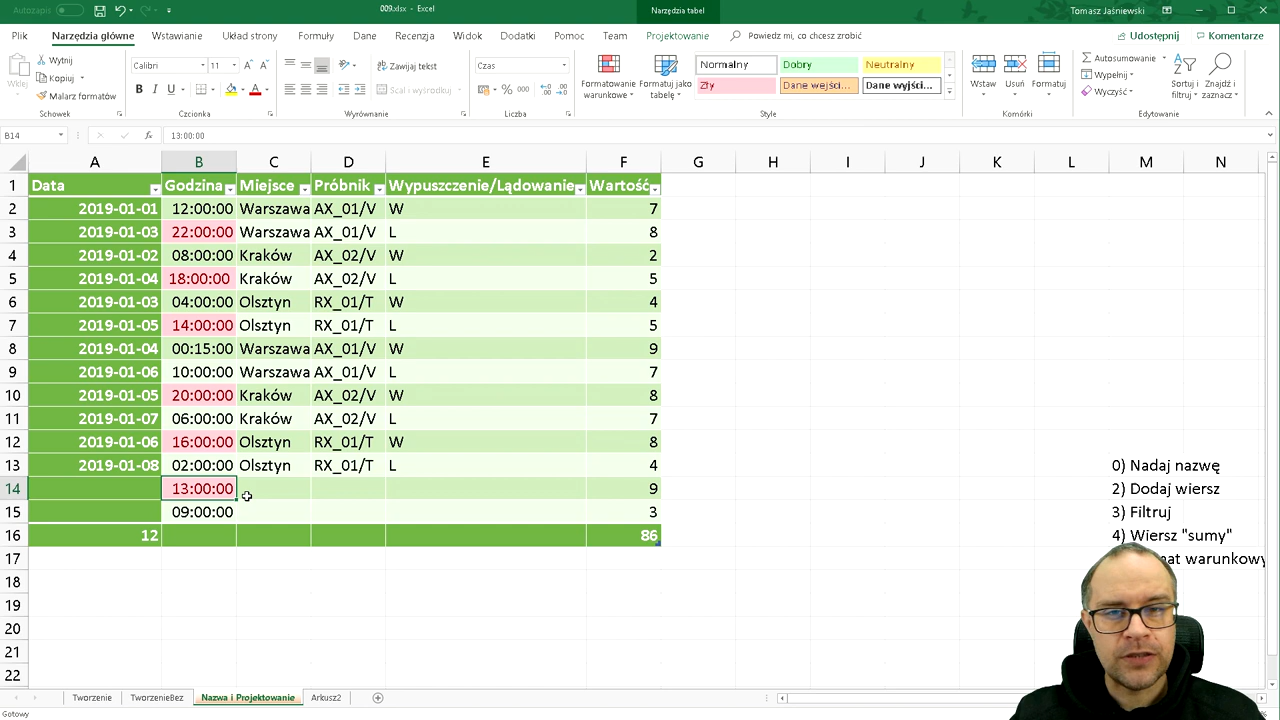 Autozapis
009.xlsx - Excel
Narzędzia tabel
Tomasz Jaśniewski
Plik Narzędzia główne Wstawianie Układ strony Formuły Dane Recenzja Widok Dodatki Pomoc Team Projektowanie Powiedz mi, co chcesz zrobić Udostępnij Komentarze
Wklej
Wytnij
Kopiuj
Malarz formatów
Schowek
Calibri 11
B I U
Czcionka
Zawijaj tekst
Scal i wyśrodkuj
Wyrównanie
Czas
% 000
Liczba
Formatowanie warunkowe
Formatuj jako tabelę
Normalny Dobry Neutralny
Zły Dane wejści... Dane wyjści...
Style
Wstaw Usuń Formatuj
Komórki
Autosumowanie
Wypełnij
Wyczyść
Sortuj i filtruj
Znajdź i zaznacz
Edytowanie
B14 fx 13:00:00
A B C D E F G H I J K L M N
1 Data Godzina Miejsce Próbnik Wypuszczenie/Lądowanie Wartość
2 2019-01-01 12:00:00 Warszawa AX_01/V W 7
3 2019-01-03 22:00:00 Warszawa AX_01/V L 8
4 2019-01-02 08:00:00 Kraków AX_02/V W 2
5 2019-01-04 18:00:00 Kraków AX_02/V L 5
6 2019-01-03 04:00:00 Olsztyn RX_01/T W 4
7 2019-01-05 14:00:00 Olsztyn RX_01/T L 5
8 2019-01-04 00:15:00 Warszawa AX_01/V W 9
9 2019-01-06 10:00:00 Warszawa AX_01/V L 7
10 2019-01-05 20:00:00 Kraków AX_02/V W 8
11 2019-01-07 06:00:00 Kraków AX_02/V L 7
12 2019-01-06 16:00:00 Olsztyn RX_01/T W 8
13 2019-01-08 02:00:00 Olsztyn RX_01/T L 4 0) Nadaj nazwę
14 13:00:00 9 2) Dodaj wiersz
15 09:00:00 3 3) Filtruj
16 12 86 4) Wiersz "sumy"
17 warunkowy
18
19
20
21
22
Tworzenie TworzenieBez Nazwa i Projektowanie Arkusz2
Gotowy